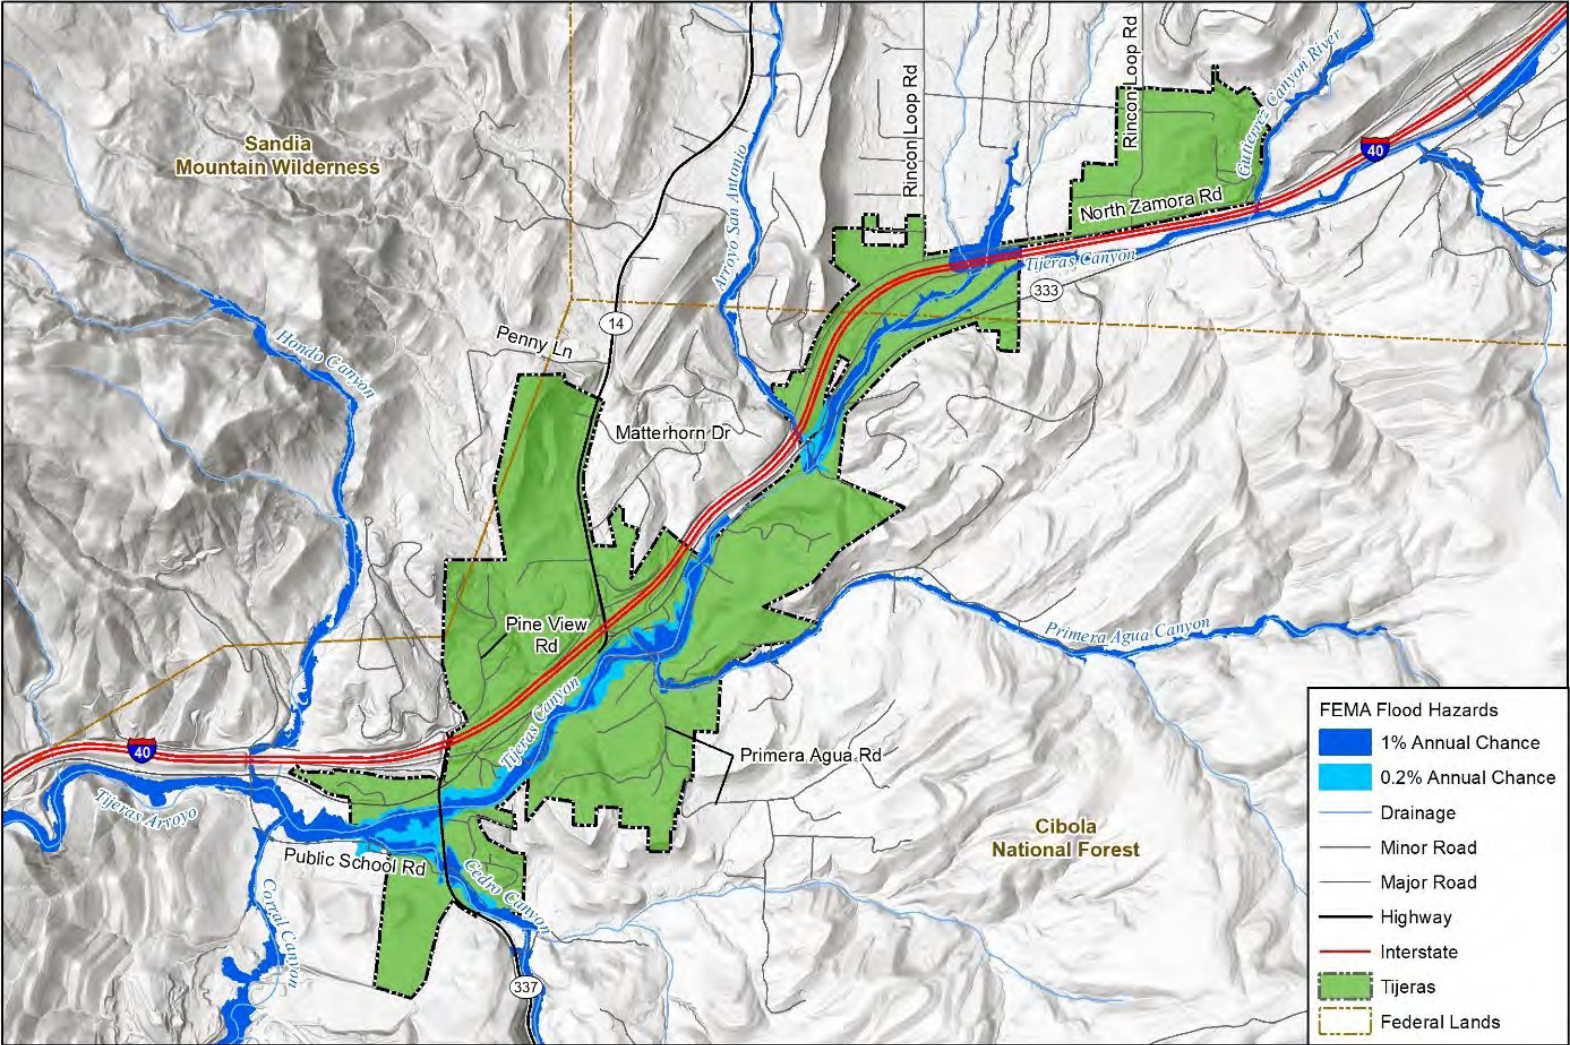 Sandia
Mountain Wilderness
Arroyo San Antonio
Rincon Loop Rd
Rincon Loop Rd
Gutierrez Canyon River
40
North Zamora Rd
Tijeras Canyon
333
14
Penny Ln
Hondo Canyon
Matterhorn Dr
Pine View
Rd
Primera Agua Canyon
Tijeras Canyon
40
Primera Agua Rd
Tijeras Arroyo
Public School Rd
Cedro Canyon
Corral Canyon
Cibola
National Forest
337
FEMA Flood Hazards
1% Annual Chance
0.2% Annual Chance
Drainage
Minor Road
Major Road
Highway
Interstate
Tijeras
Federal Lands